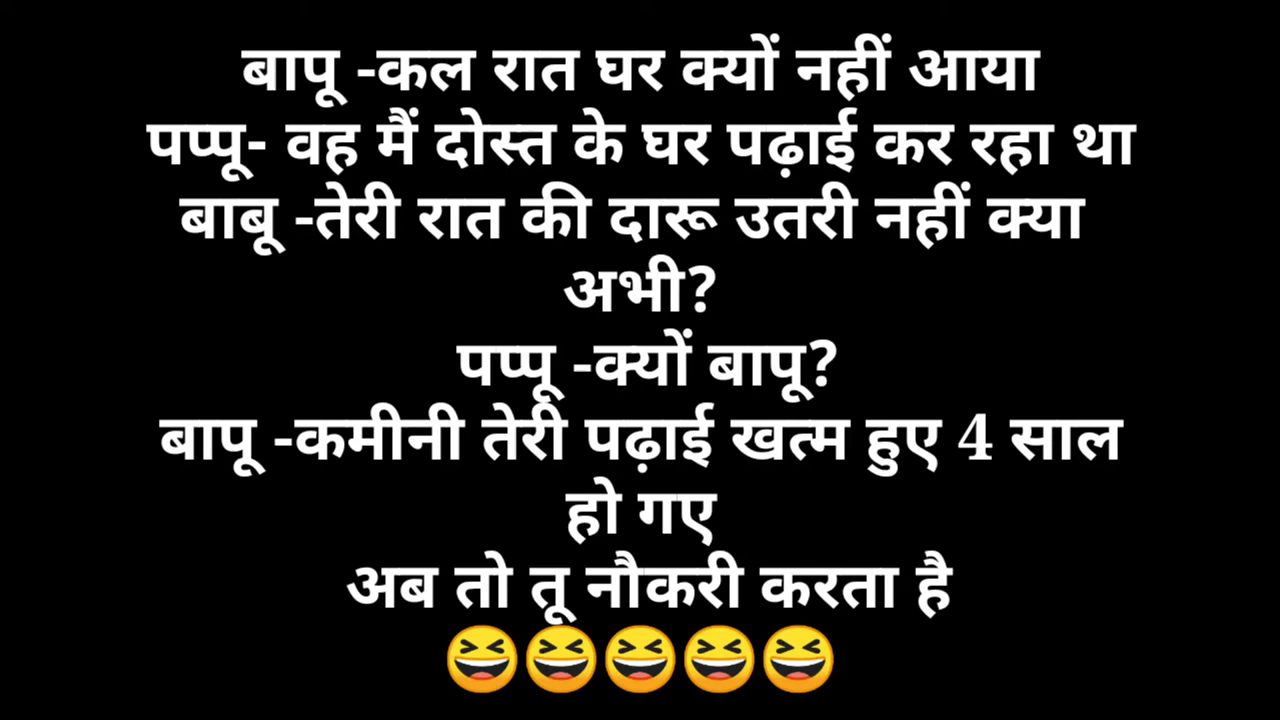 बापू -कल रात घर क्यों नहीं आया
पप्पू- वह मैं दोस्त के घर पढ़ाई कर रहा था
बाबू -तेरी रात की दारू उतरी नहीं क्या
अभी?
पप्पू -क्यों बापू?
बापू -कमीनी तेरी पढ़ाई खत्म हुए 4 साल
हो गए
अब तो तू नौकरी करता है
😆😆😆😆😆